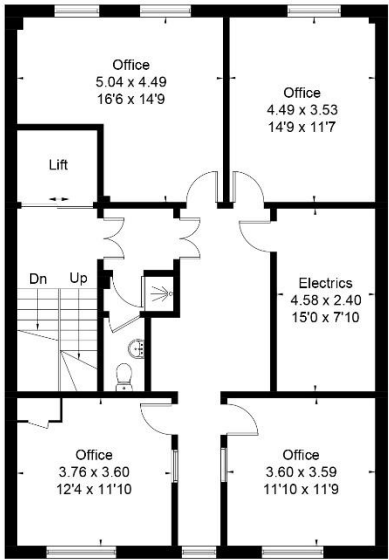 Office
5.04 x 4.49
16'6 x 14'9
Office
4.49 x 3.53
14'9 x 11'7
Lift
Dn
Up
Electrics
4.58 x 2.40
15'0 x 7'10
Office
3.76 x 3.60
12'4 x 11'10
Office
3.60 x 3.59
11'10 x 11'9